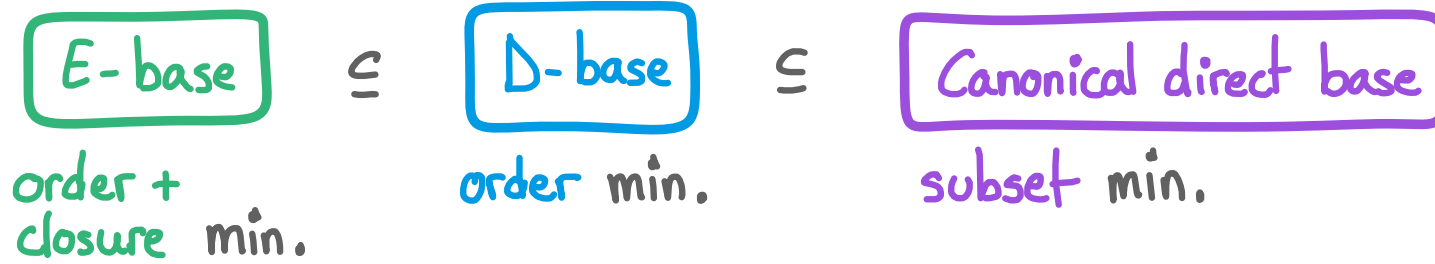 E-base ⊆ D-base ⊆ Canonical direct base
order + order min. subset min.
closure min.